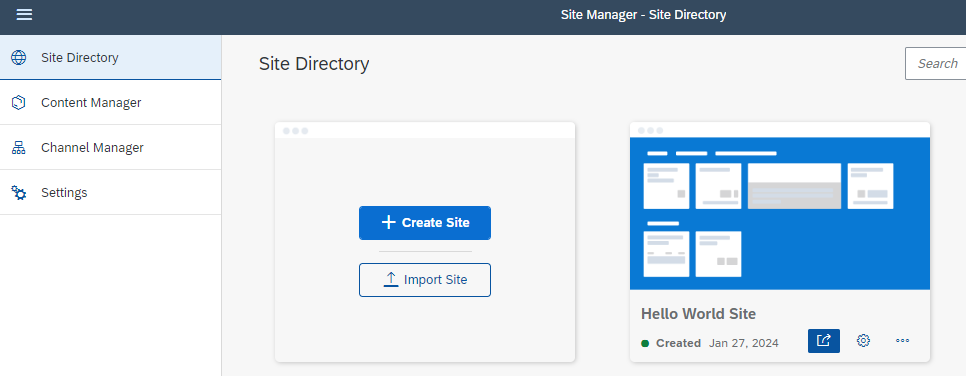 Site Manager - Site Directory
Site Directory
Content Manager
Channel Manager
Settings
Site Directory
Search
Create Site
Import Site
Hello World Site
Created Jan 27, 2024